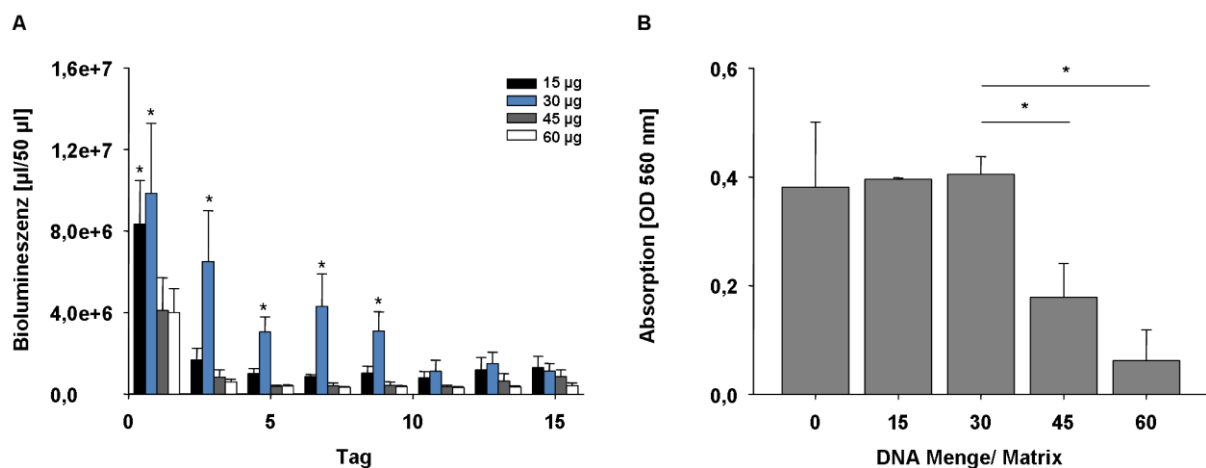 A
Biolumineszenz [µl/50 µl]
1,6e+7
1,2e+7
8,0e+6
4,0e+6
0,0
15 µg
30 µg
45 µg
60 µg
* * * * * *
0 5 10 15
Tag
B
Absorption [OD 560 nm]
0,6
0,4
0,2
0,0
*
*
0 15 30 45 60
DNA Menge/ Matrix